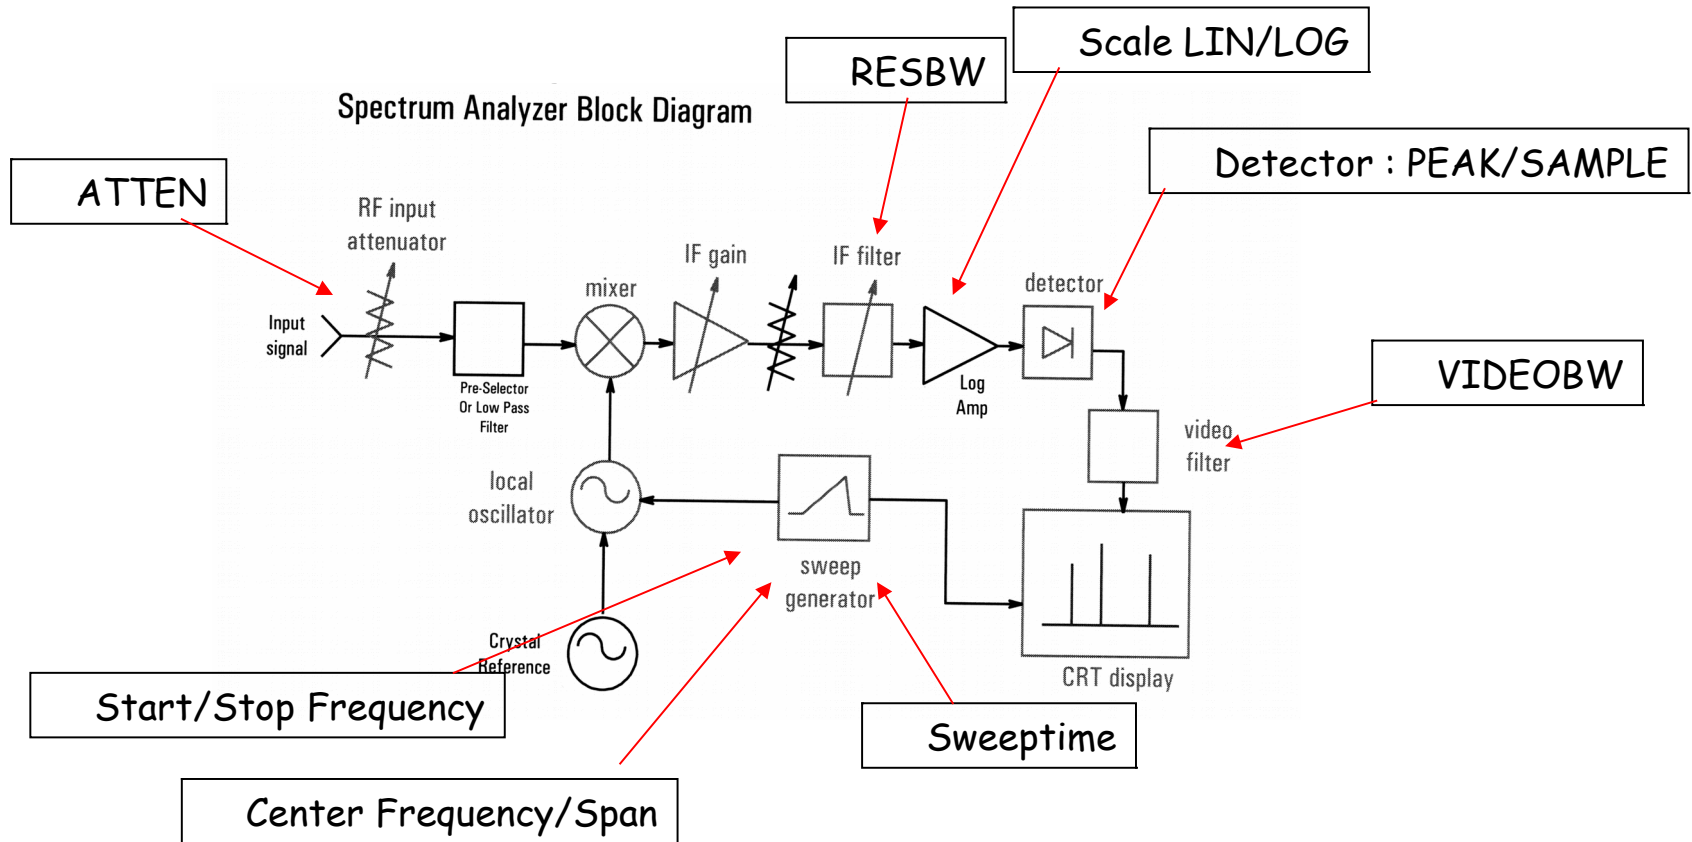 Scale LIN/LOG
RESBW
Spectrum Analyzer Block Diagram
Detector : PEAK/SAMPLE
ATTEN
RF input
attenuator
IF gain
IF filter
mixer
detector
Input
signal
Pre-Selector
Or Low Pass
Filter
Log
Amp
VIDEOBW
video
filter
local
oscillator
sweep
generator
Crystal
Reference
CRT display
Start/Stop Frequency
Sweeptime
Center Frequency/Span